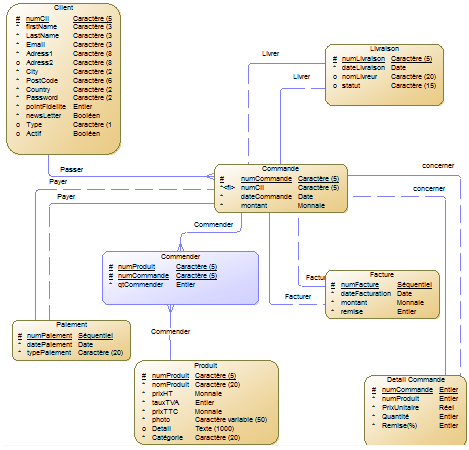 Client
# numCli Caractère (5
* firstName Caractère (3
* LastName Caractère (3
* Email Caractère (3
* Adress1 Caractère (8
o Adress2 Caractère (8
* City Caractère (2
* PostCode Caractère (6
* Country Caractère (2
* Password Caractère (2
* pointFidelite Entier
* newsLetter Booléen
o Type Caractère (1
o Actif Booléen
Livraison
# numLivraison Caractère (5)
* dateLivraison Date
o nomLivreur Caractère (20)
o statut Caractère (15)
Livrer
Livrer
Passer
Payer
Payer
concerner
concerner
Commande
# numCommande Caractère (5)
*<fi> numCli Caractère (5)
* dateCommande Date
* montant Monnaie
Commander
Commander
# numProduit Caractère (5)
# numCommande Caractère (5)
* qtCommender Entier
Factur
Facturer
Facture
# numFacture Séquentiel
* dateFacturation Date
* montant Monnaie
* remise Entier
Paiement
# numPaiement Séquentiel
* datePaiement Date
* typePaiement Caractère (20)
Commander
Produit
# numProduit Caractère (5)
* nomProduit Caractère (20)
* prixHT Monnaie
* tauxTVA Entier
* prixTTC Monnaie
* photo Caractère variable (50)
o Detail Texte (1000)
* Catégorie Caractère (20)
Detail Commande
# numCommande Entier
* numProduit Entier
* PrixUnitaire Réel
* Quantité Entier
* Remise(%) Entier